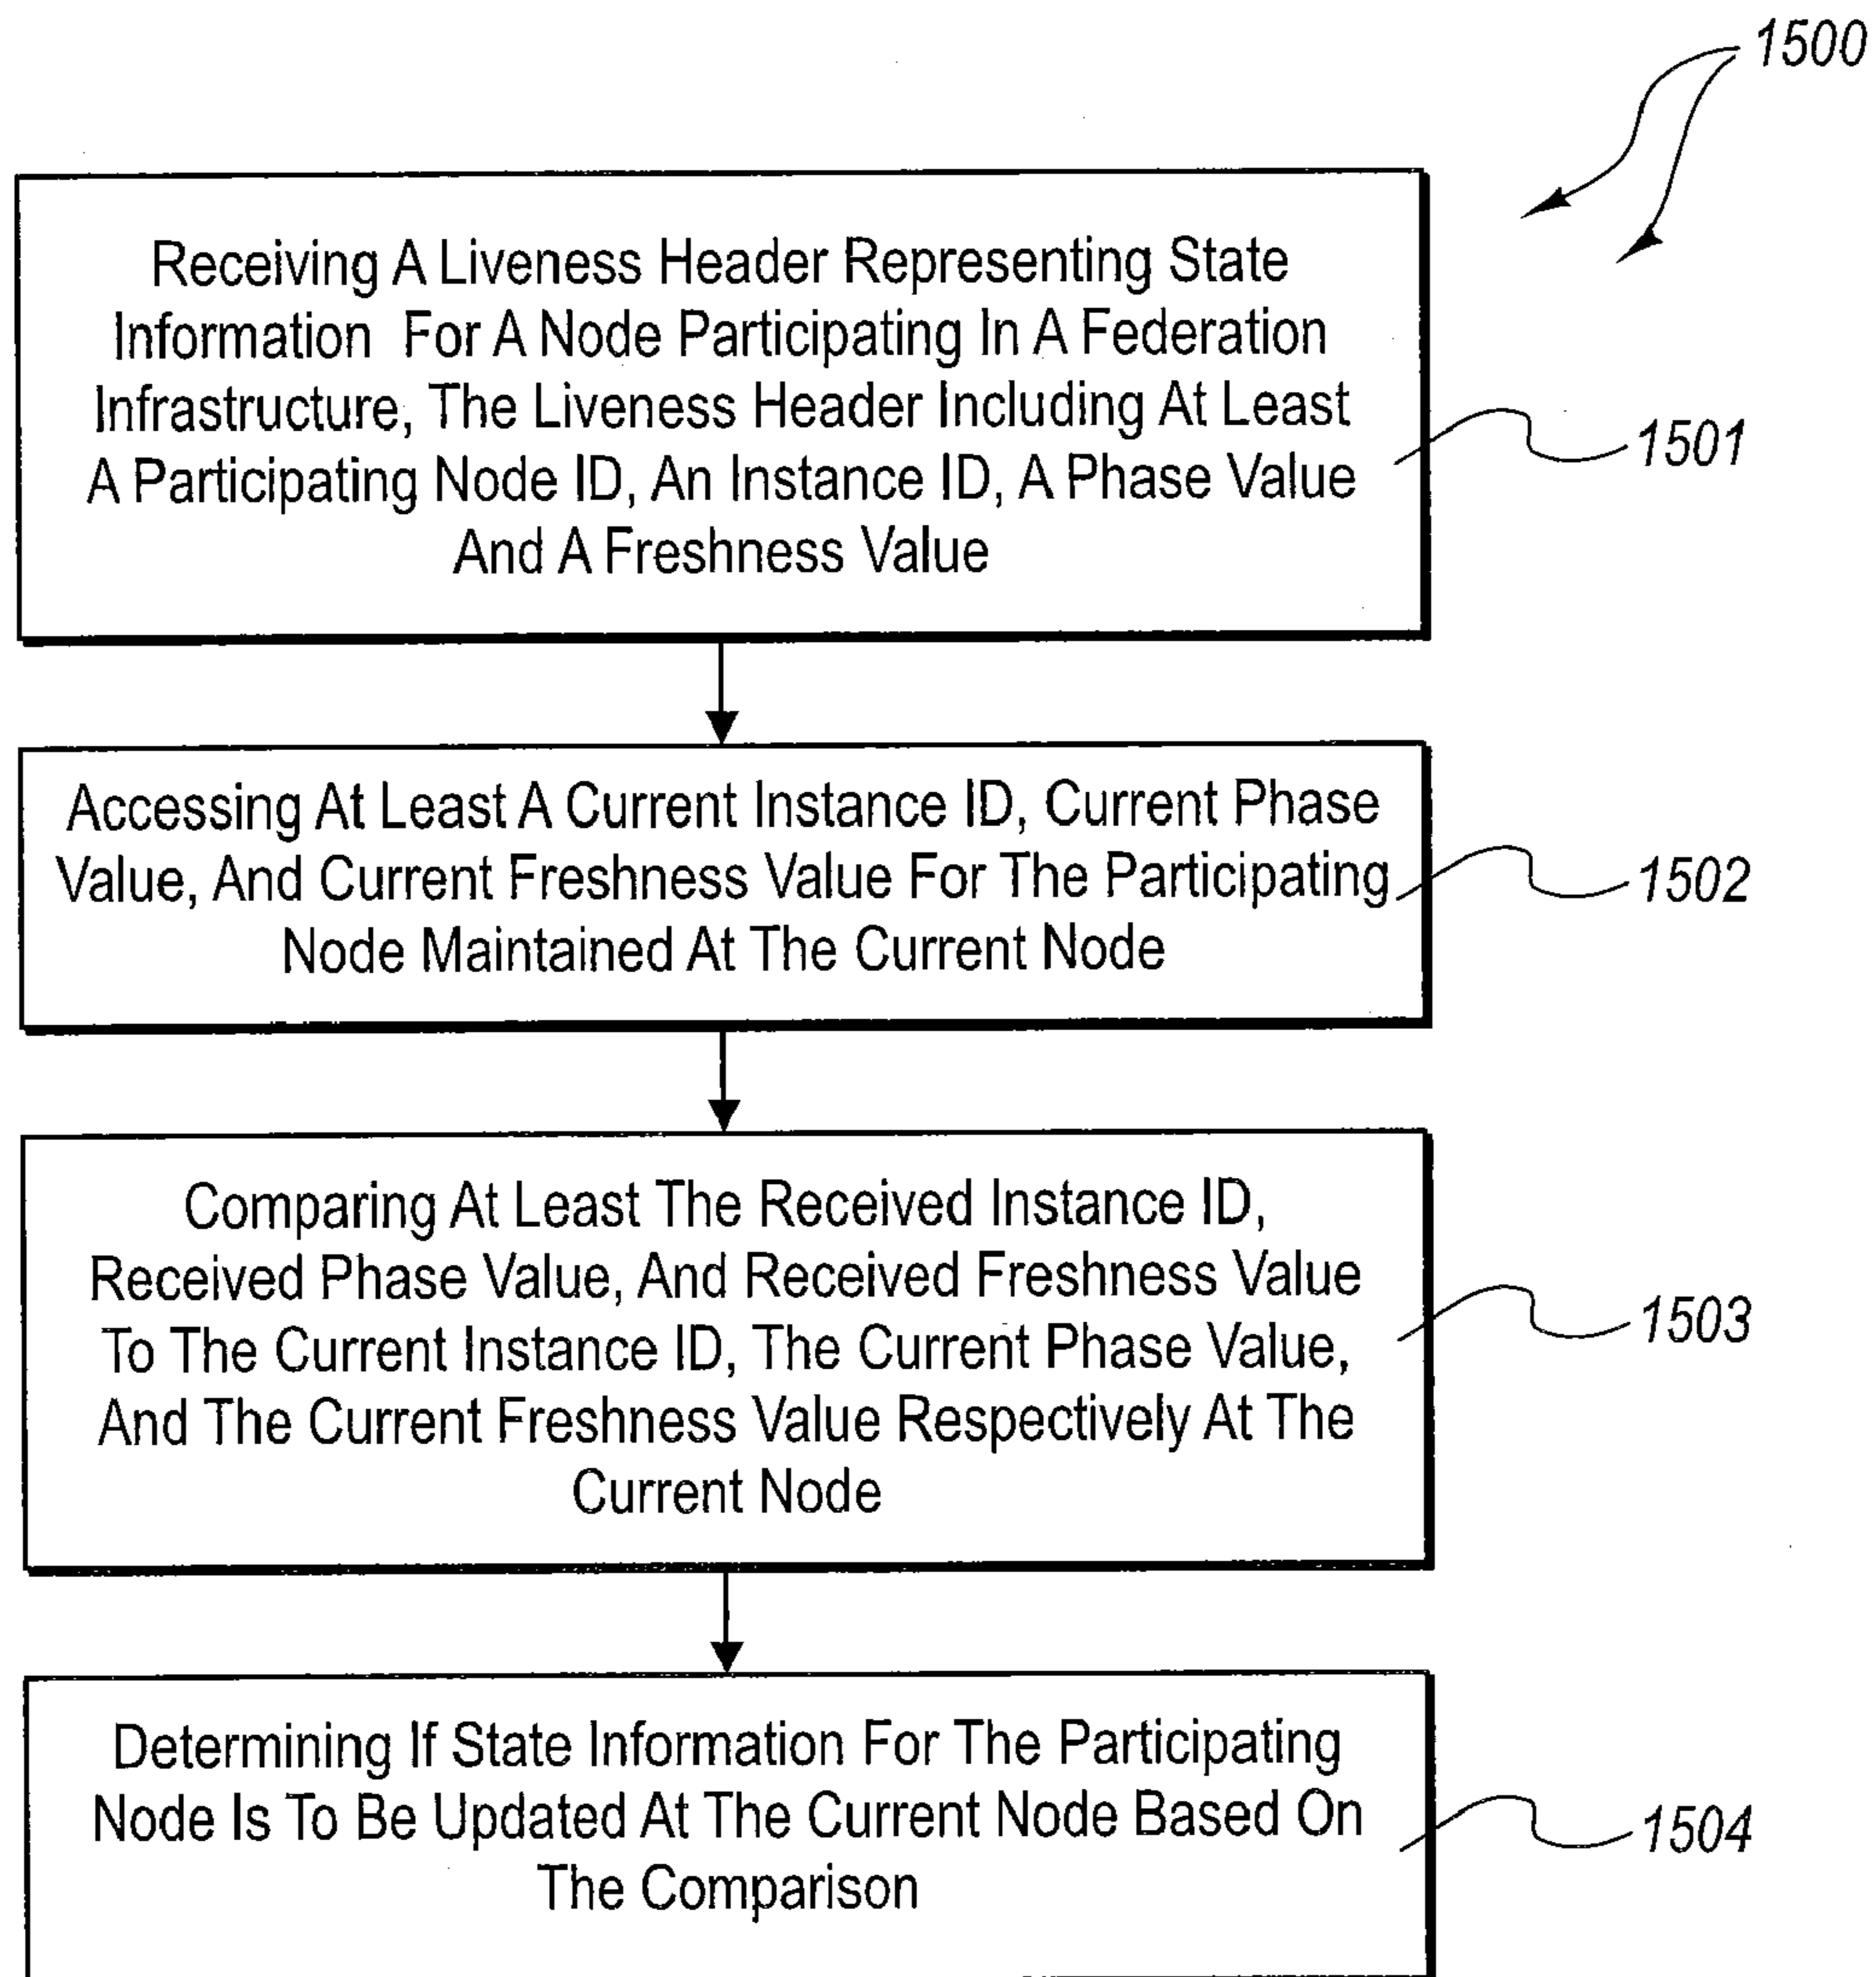 1500
Receiving A Liveness Header Representing State
Information For A Node Participating In A Federation
Infrastructure, The Liveness Header Including At Least
A Participating Node ID, An Instance ID, A Phase Value
And A Freshness Value
1501
Accessing At Least A Current Instance ID, Current Phase
Value, And Current Freshness Value For The Participating
Node Maintained At The Current Node
1502
Comparing At Least The Received Instance ID,
Received Phase Value, And Received Freshness Value
To The Current Instance ID, The Current Phase Value,
And The Current Freshness Value Respectively At The
Current Node
1503
Determining If State Information For The Participating
Node Is To Be Updated At The Current Node Based On
The Comparison
1504